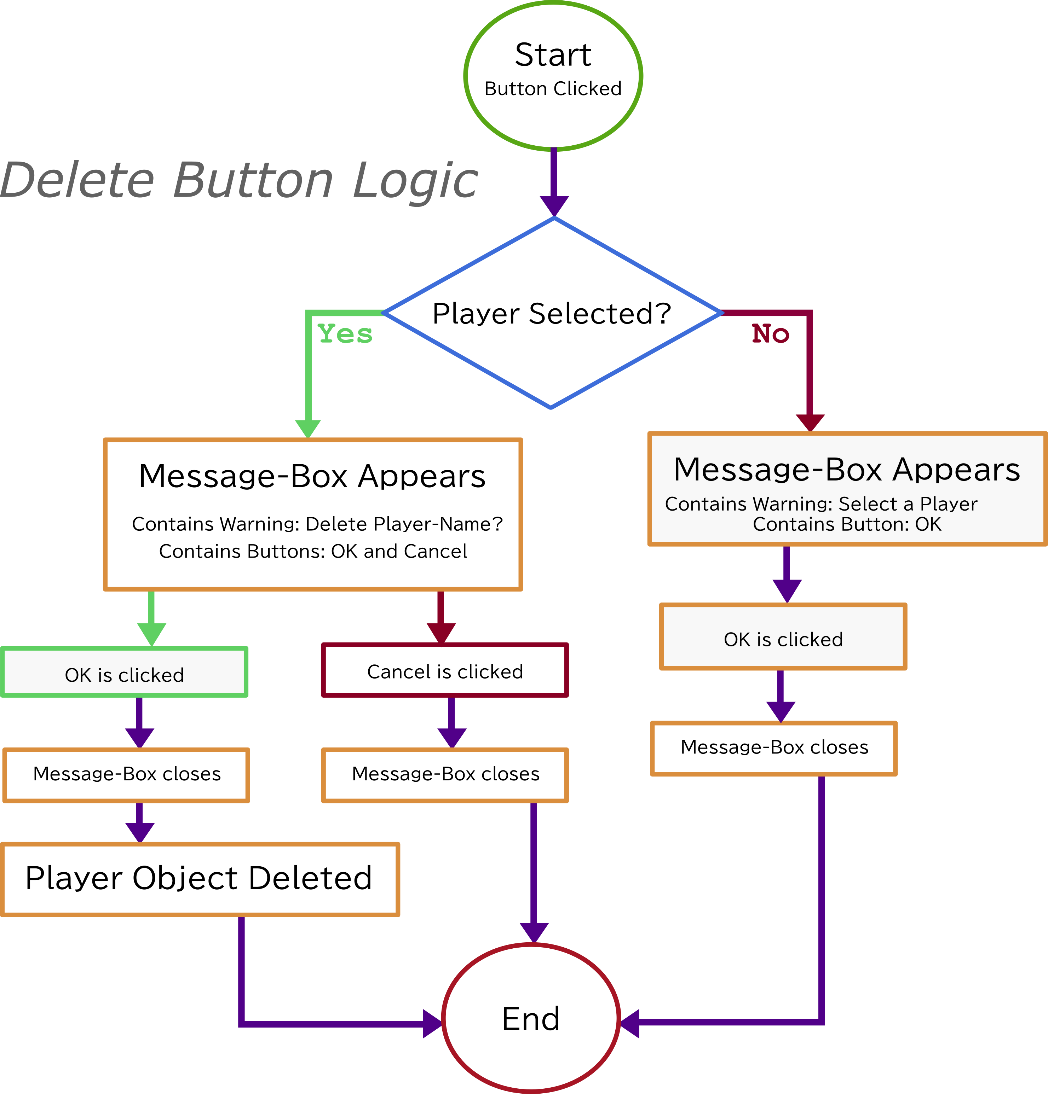 Start
Button Clicked
Delete Button Logic
Player Selected?
Yes
No
Message-Box Appears
Contains Warning: Delete Player-Name?
Contains Buttons: OK and Cancel
Message-Box Appears
Contains Warning: Select a Player
Contains Button: OK
OK is clicked
Cancel is clicked
OK is clicked
Message-Box closes
Message-Box closes
Message-Box closes
Player Object Deleted
End